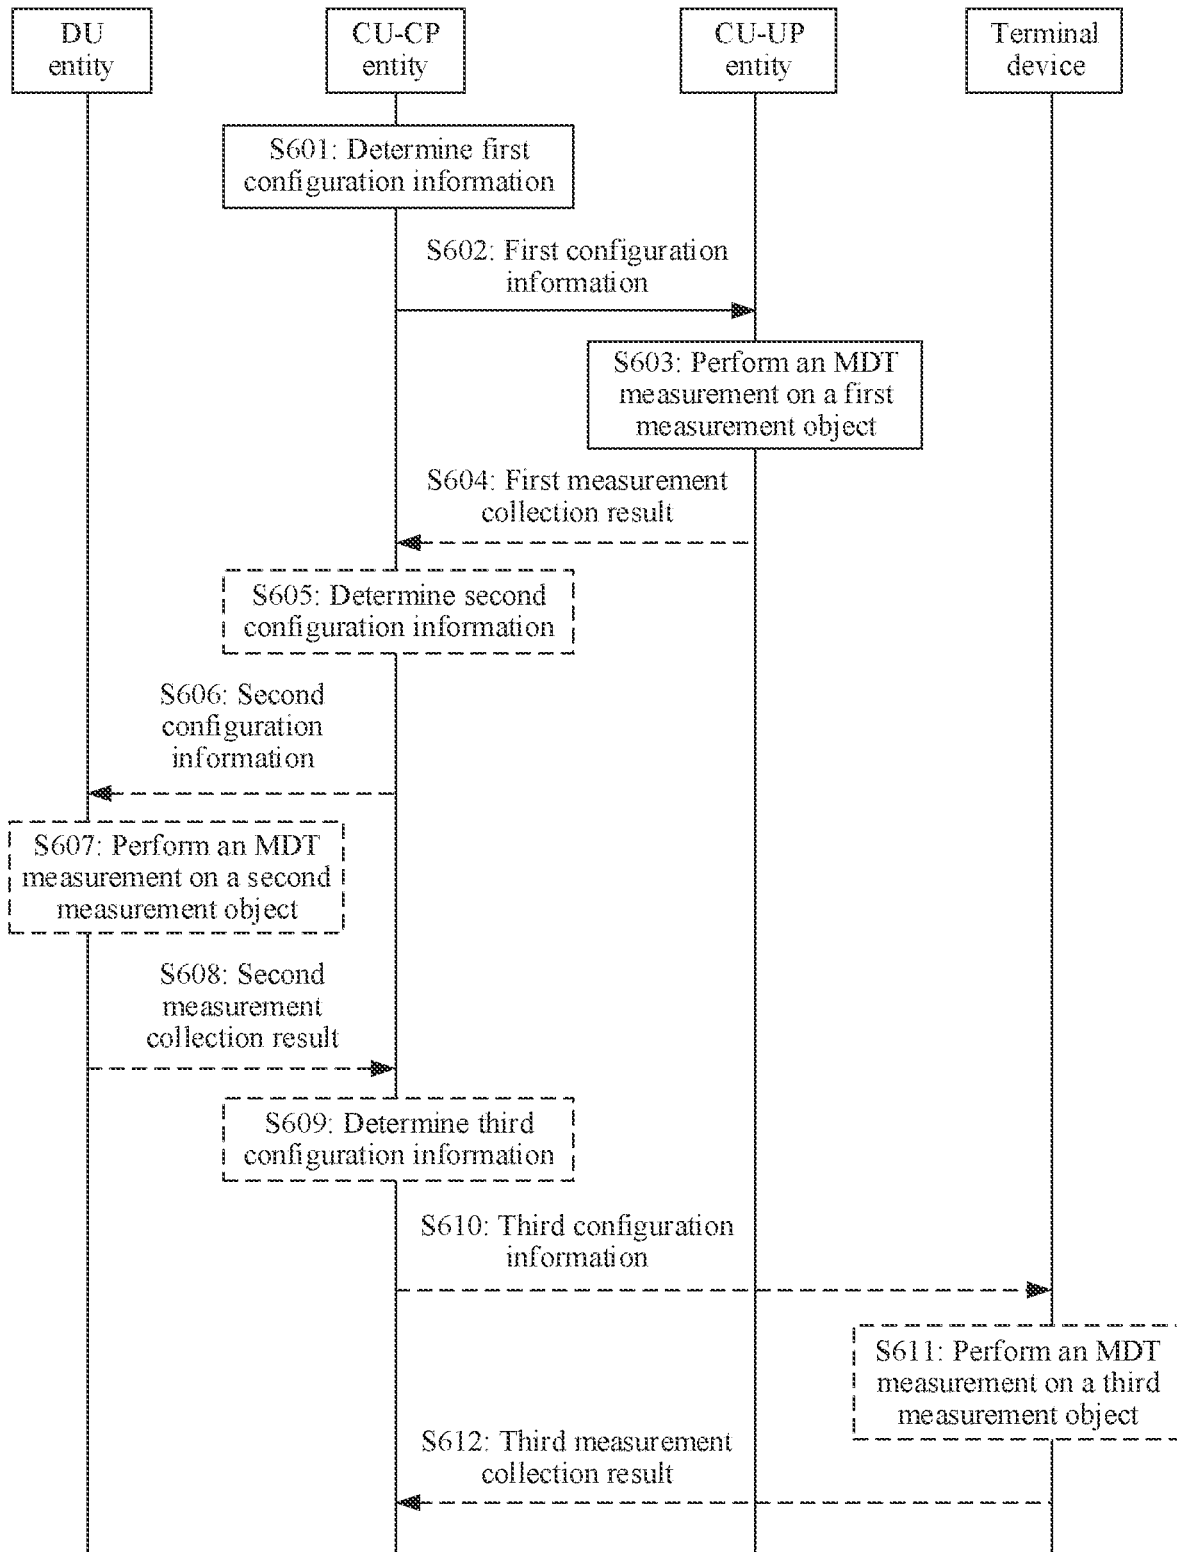 DU
entity
CU-CP
entity
CU-UP
entity
Terminal
device
S601: Determine first
configuration information
S602: First configuration
information
S603: Perform an MDT
measurement on a first
measurement object
S604: First measurement
collection result
S605: Determine second
configuration information
S606: Second
configuration
information
S607: Perform an MDT
measurement on a second
measurement object
S608: Second
measurement
collection result
S609: Determine third
configuration information
S610: Third configuration
information
S611: Perform an MDT
measurement on a third
measurement object
S612: Third measurement
collection result